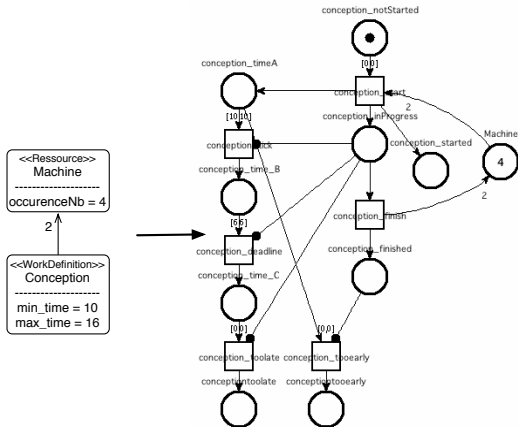 conception_notStarted
[0,0[
conception_start
conception_timeA
2
conception_inProgress
conception_started
Machine
4
2
[10,10]
conception_time_B
conception_finish
[6,6]
conception_deadline
conception_finished
conception_time_C
[0,0]
[0,0]
conception_toolate
conception_tooearly
conceptiontoolate
conceptiontooearly
<<Ressource>>
Machine
occurenceNb = 4
2
<<WorkDefinition>>
Conception
min_time = 10
max_time = 16